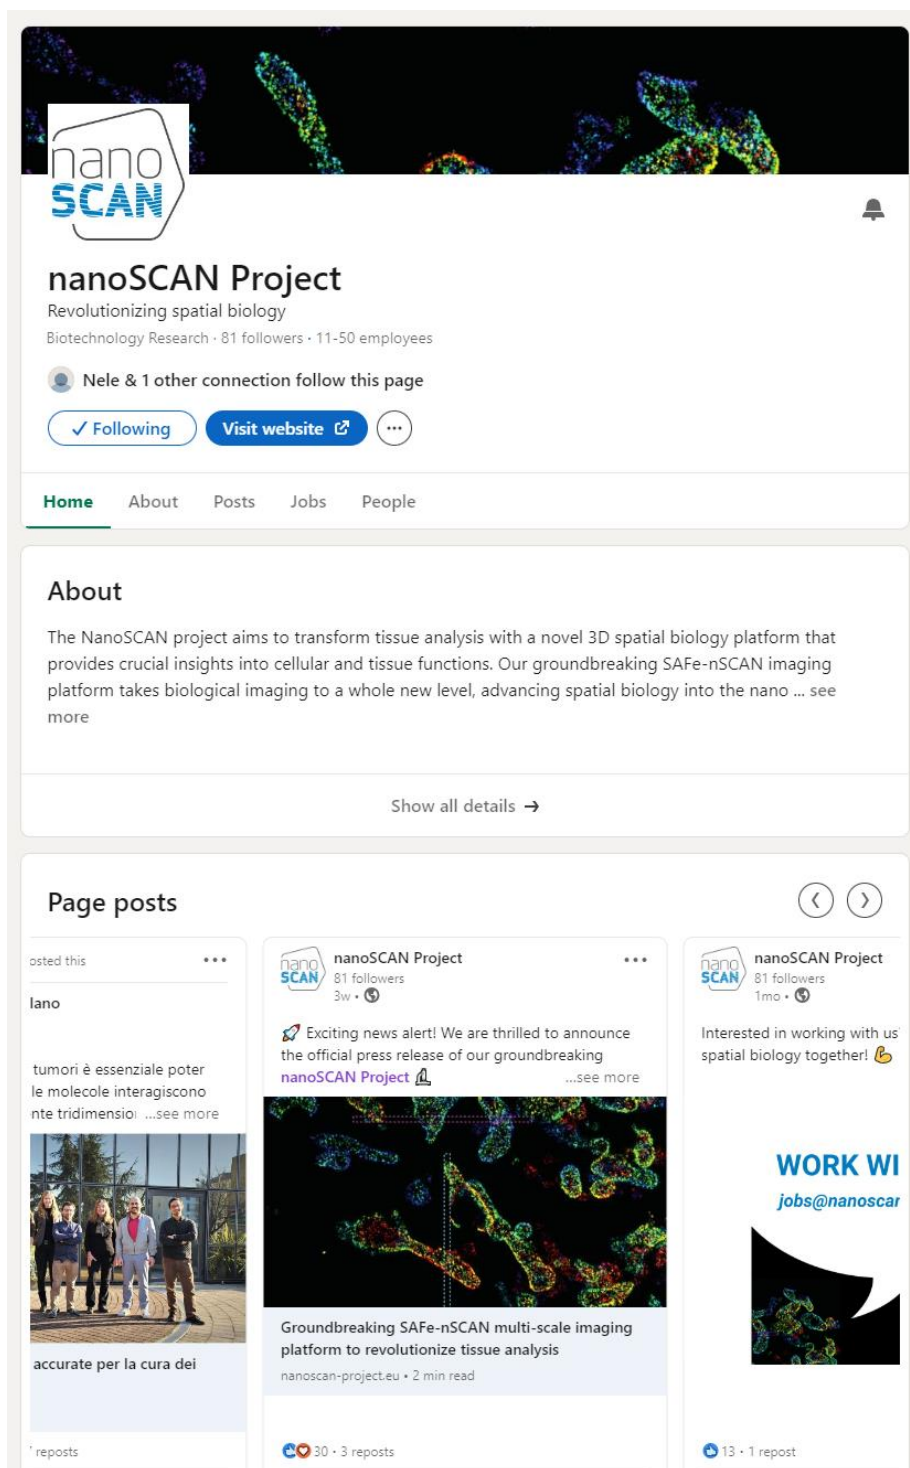 nano
SCAN
nanoSCAN Project
Revolutionizing spatial biology
Biotechnology Research · 81 followers · 11-50 employees
Nele & 1 other connection follow this page
✓ Following
Visit website
Home About Posts Jobs People
About
The NanoSCAN project aims to transform tissue analysis with a novel 3D spatial biology platform that
provides crucial insights into cellular and tissue functions. Our groundbreaking SAFe-nSCAN imaging
platform takes biological imaging to a whole new level, advancing spatial biology into the nano ... see
more
Show all details →
Page posts
osted this
lano
tumori è essenziale poter
le molecole interagiscono
nte tridimensio ...see more
accurate per la cura dei
reposts
nano
SCAN
nanoSCAN Project
81 followers
3w •
🚀 Exciting news alert! We are thrilled to announce
the official press release of our groundbreaking
nanoSCAN Project 🔬 ...see more
Groundbreaking SAFe-nSCAN multi-scale imaging
platform to revolutionize tissue analysis
nanoscan-project.eu • 2 min read
30 · 3 reposts
nano
SCAN
nanoSCAN Project
81 followers
1mo •
Interested in working with us
spatial biology together! 💪
WORK WI
jobs@nanoscan
13 · 1 repost